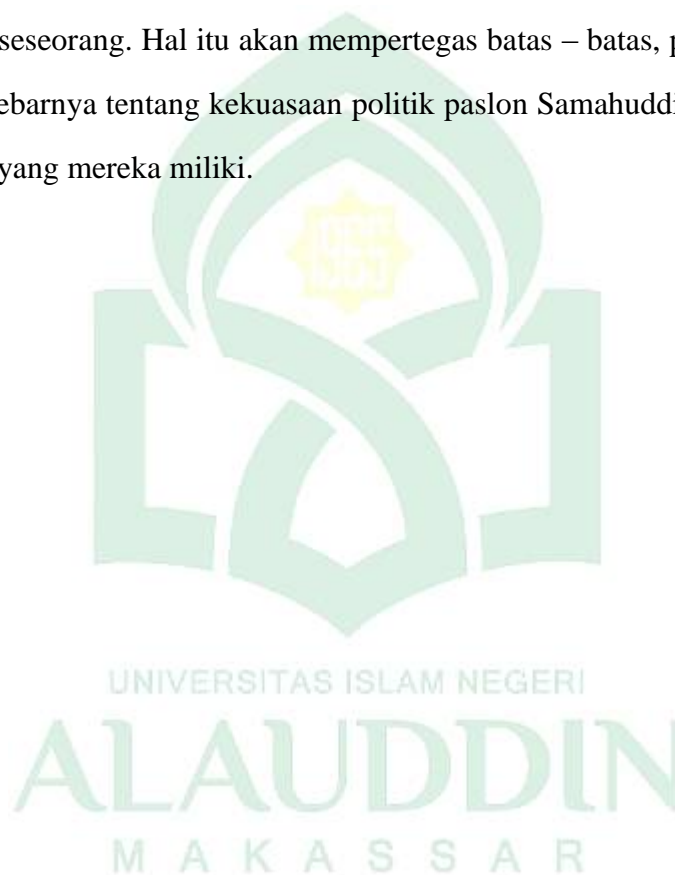 seseorang. Hal itu akan mempertegas batas – batas,
ebarnya tentang kekuasaan politik paslon
yang mereka miliki.
UNIVERSITAS ISLAM NEGERI
ALAUDDIN
MAKASSAR